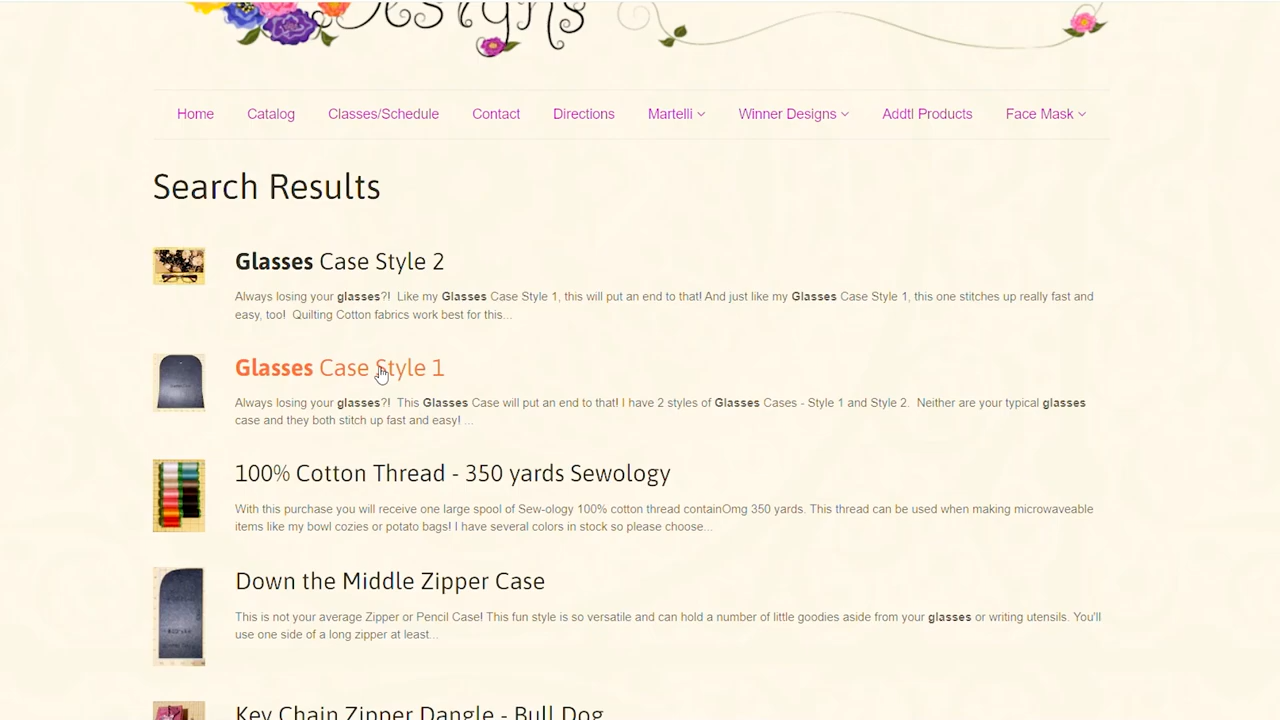 Designs
Home Catalog Classes/Schedule Contact Directions Martelli Winner Designs Addtl Products Face Mask
Search Results
Glasses Case Style 2
Always losing your glasses?! Like my Glasses Case Style 1, this will put an end to that! And just like my Glasses Case Style 1, this one stitches up really fast and
easy, too! Quilting Cotton fabrics work best for this...
Glasses Case Style 1
Always losing your glasses?! This Glasses Case will put an end to that! I have 2 styles of Glasses Cases - Style 1 and Style 2. Neither are your typical glasses
case and they both stitch up fast and easy! ...
100% Cotton Thread - 350 yards Sewology
With this purchase you will receive one large spool of Sew-ology 100% cotton thread containOmg 350 yards. This thread can be used when making microwaveable
items like my bowl cozies or potato bags! I have several colors in stock so please choose...
Down the Middle Zipper Case
This is not your average Zipper or Pencil Case! This fun style is so versatile and can hold a number of little goodies aside from your glasses or writing utensils. You'll
use one side of a long zipper at least...
Key Chain Zipper Dangle - Bull Dog